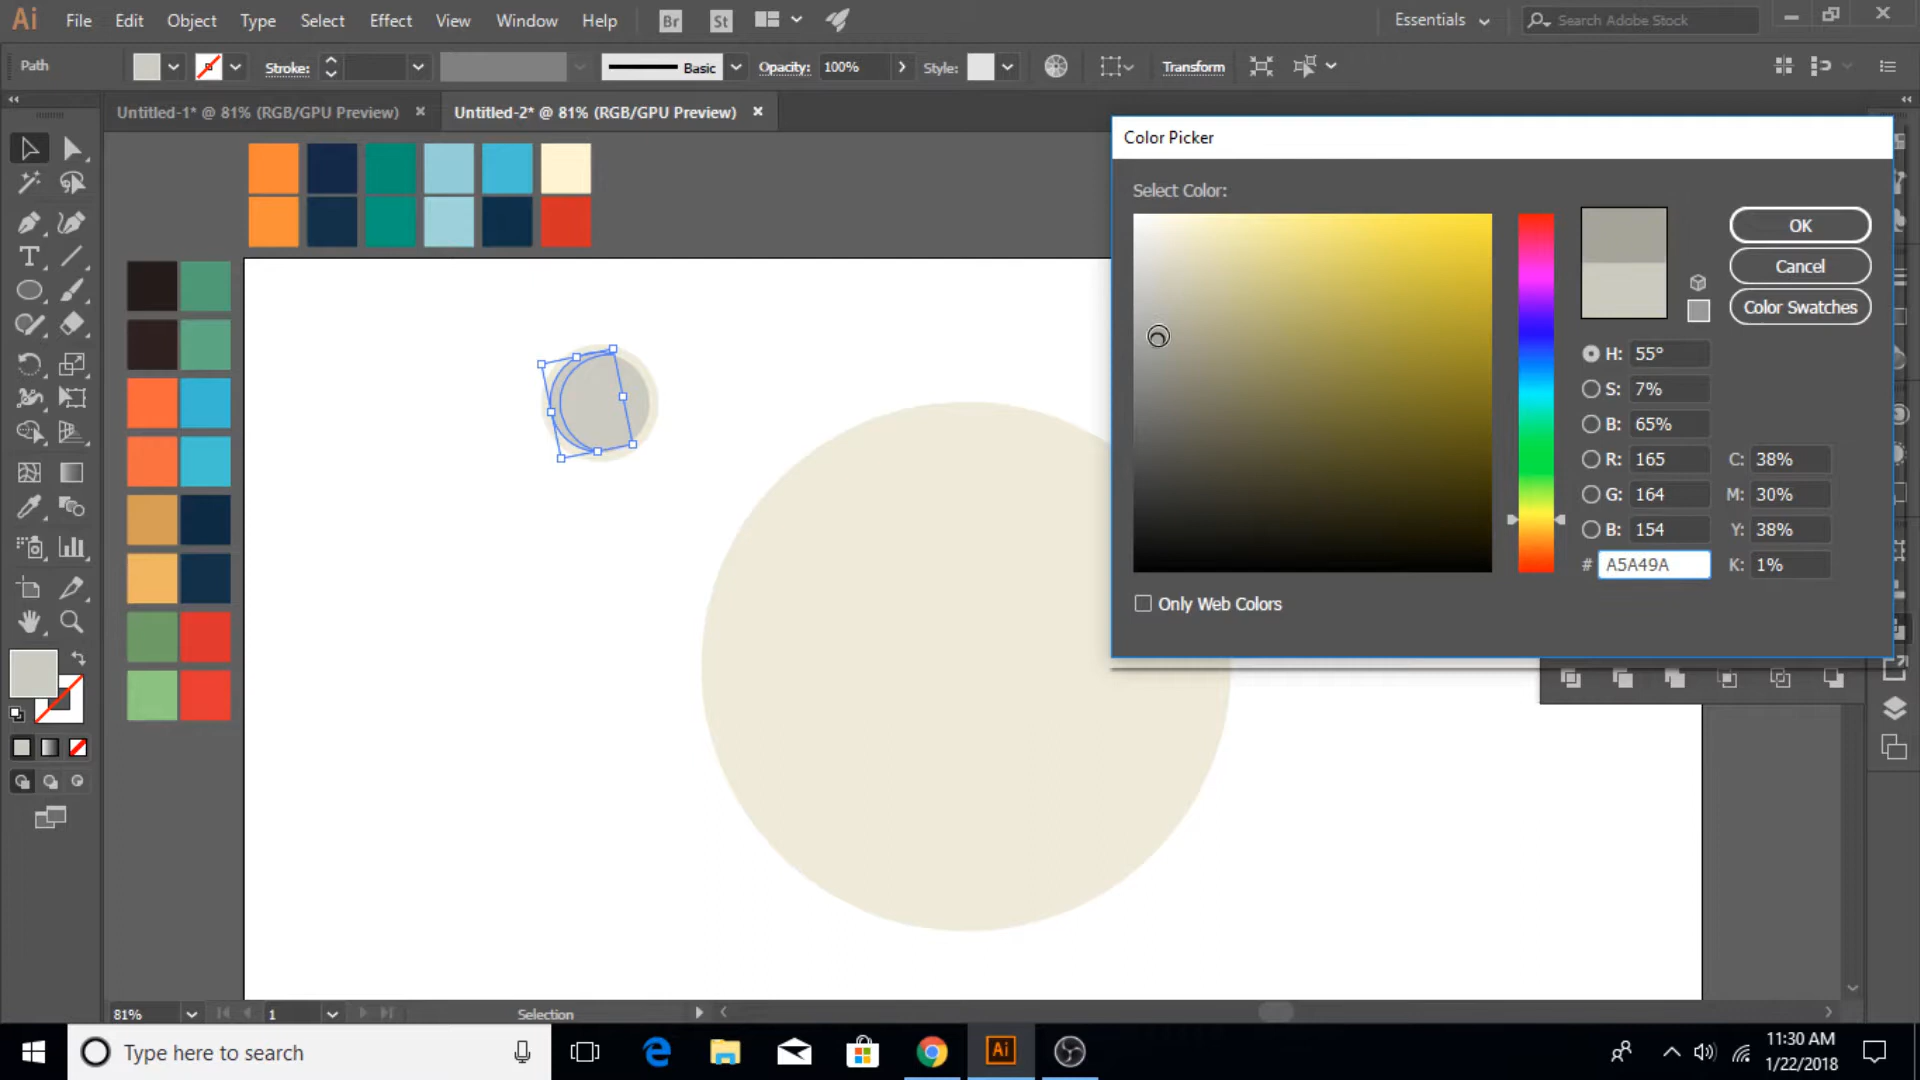 Ai File Edit Object Select Type Effect View Window Help Br St Essentials Search Adobe Stock
Path Stroke: Basic Opacity: 100% Style: Transform
Untitled-1* @ 81% (RGB/GPU Preview) × Untitled-2* @ 81% (RGB/GPU Preview) ×
Color Picker
Select Color:
OK
Cancel
Color Swatches
H: 55°
S: 7%
B: 65%
R: 165 C: 38%
G: 164 M: 30%
B: 154 Y: 38%
# A5A49A K: 1%
Only Web Colors
T
81% 1 Selection
Type here to search Ai 11:30 AM
1/22/2018